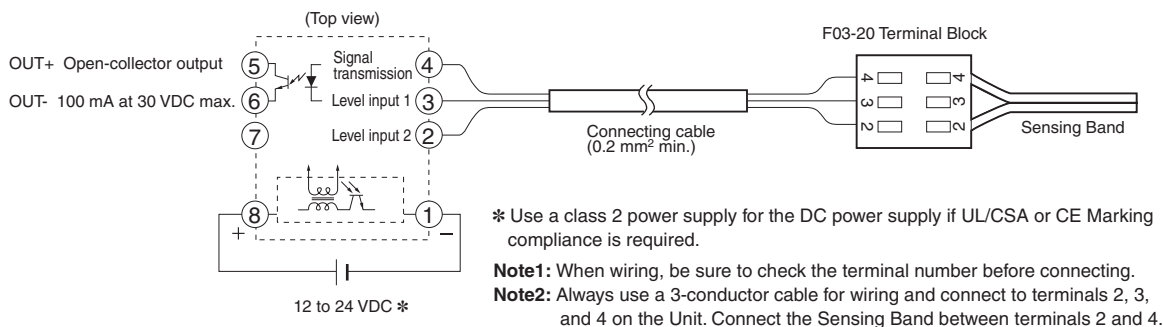 (Top view)
F03-20 Terminal Block
OUT+ Open-collector output
5
Signal
transmission
4
4
4
OUT- 100 mA at 30 VDC max.
6
Level input 1
3
3
3
7
Level input 2
2
2
2
Connecting cable
(0.2 mm² min.)
Sensing Band
8
1
+
−
12 to 24 VDC ✻
✻ Use a class 2 power supply for the DC power supply if UL/CSA or CE Marking
compliance is required.
Note1: When wiring, be sure to check the terminal number before connecting.
Note2: Always use a 3-conductor cable for wiring and connect to terminals 2, 3,
and 4 on the Unit. Connect the Sensing Band between terminals 2 and 4.